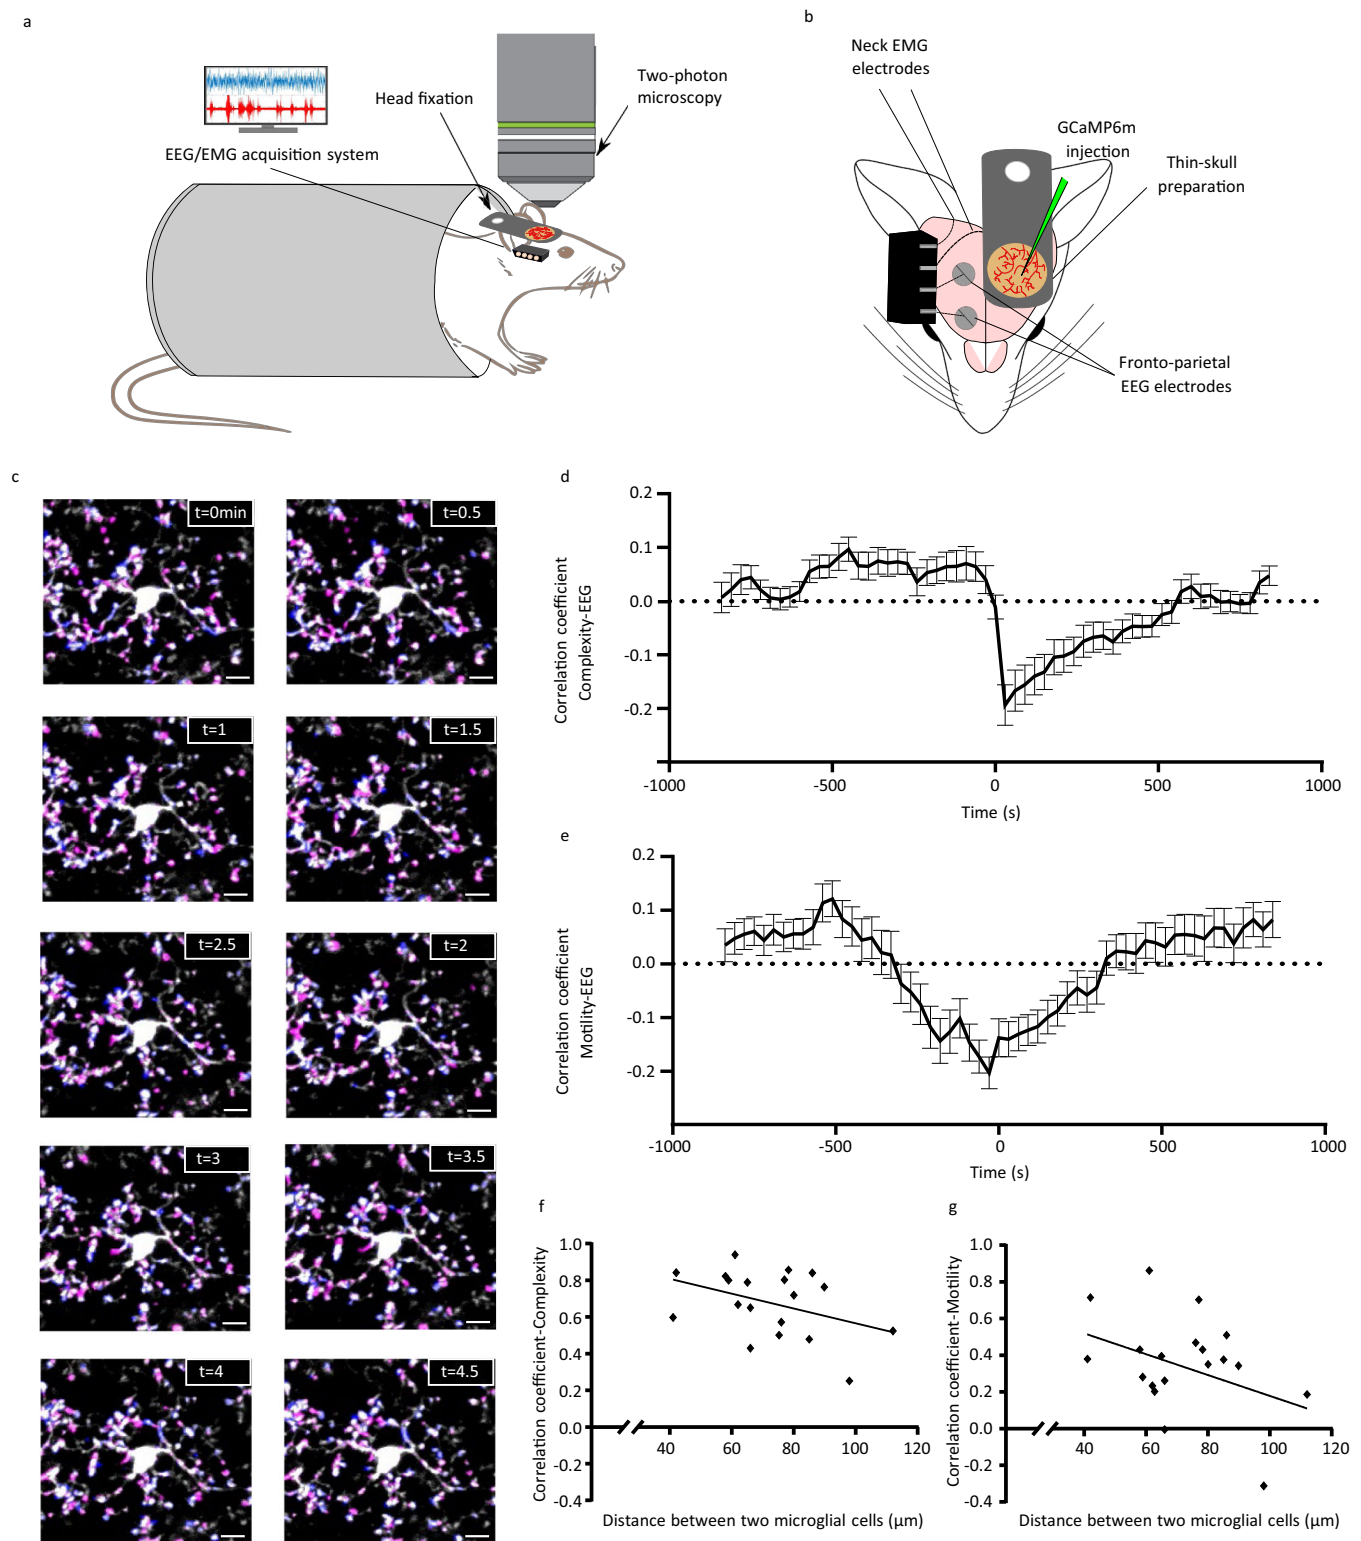 a
Head fixation
Two-photon
microscopy
EEG/EMG acquisition system
b
Neck EMG
electrodes
GCaMP6m
injection
Thin-skull
preparation
Fronto-parietal
EEG electrodes
c
t=0min
t=0.5
t=1
t=1.5
t=2.5
t=2
t=3
t=3.5
t=4
t=4.5
d
Correlation coefficient
Complexity-EEG
0.2
0.1
0.0
-0.1
-0.2
-1000
-500
0
500
1000
Time (s)
e
Correlation coefficient
Motility-EEG
0.2
0.1
0.0
-0.1
-0.2
-1000
-500
0
500
1000
Time (s)
f
Correlation coefficient-Complexity
1.0
0.8
0.6
0.4
0.2
0.0
-0.2
-0.4
40
60
80
100
120
Distance between two microglial cells (μm)
g
Correlation coefficient-Motility
1.0
0.8
0.6
0.4
0.2
0.0
-0.2
-0.4
40
60
80
100
120
Distance between two microglial cells (μm)